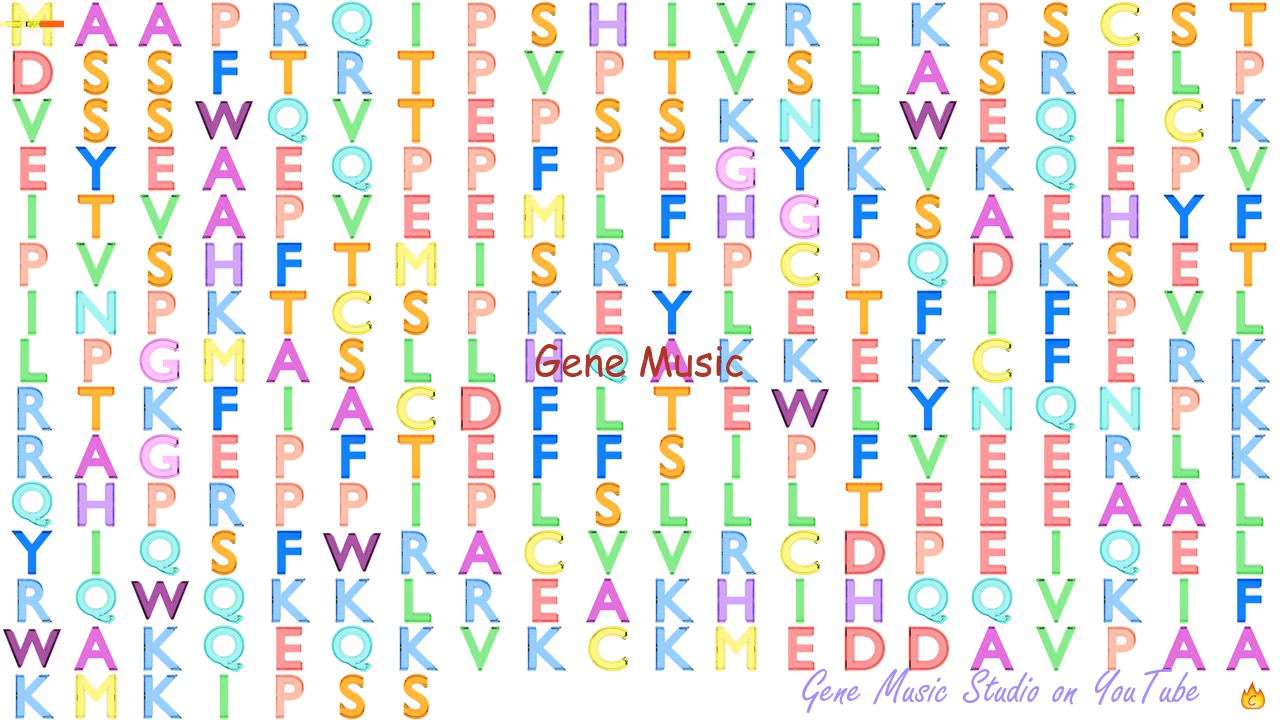 M A A P R Q I P S H I V R L K P S C S T
D S S F T R T P V P T V S L A S R E L P
V S S W Q V T E P S S K N L W E Q I C K
E Y E A E Q P P F P E G Y K V K Q E P V
I T V A P V E E M L F H G F S A E H Y F
P V S H F T M I S R T P C P Q D K S E T
I N P K T C S P K E Y L E T F I F P V L
L P G M A S L L H Q A K K E K C F E R K
Gene Music
R T K F I A C D F L T E W L Y N Q N P K
R A G E P F T E F F S I P F V E E R L K
Q H P R P P I P L S L L L T E E E A A L
Y I Q S F W R A C V V R C D P E I Q E L
R Q W Q K K L R E A K H I H Q Q V K I F
W A K Q E Q K V K C K M E D D A V P A A
K M K I P S S
Gene Music Studio on YouTube
C